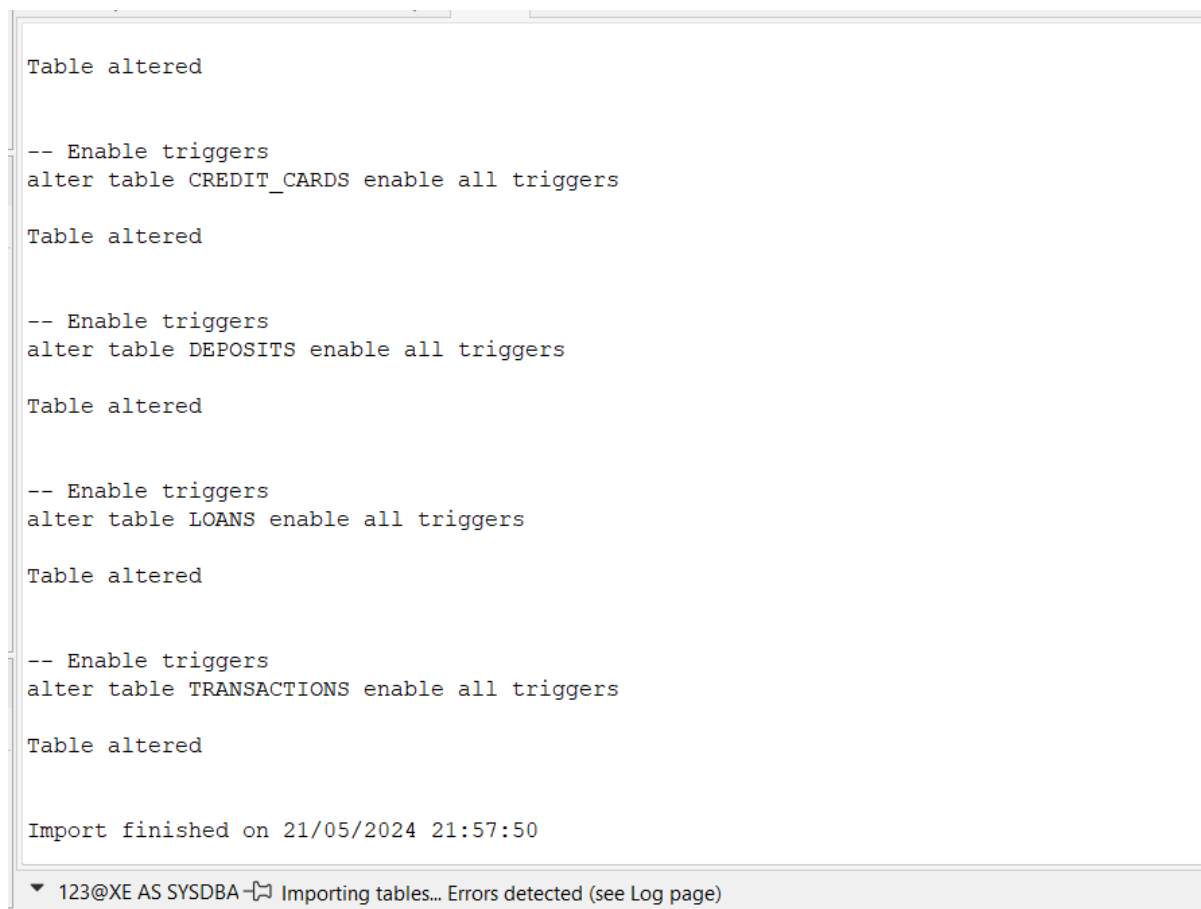 Table altered
-- Enable triggers
alter table CREDIT_CARDS enable all triggers
Table altered
-- Enable triggers
alter table DEPOSITS enable all triggers
Table altered
-- Enable triggers
alter table LOANS enable all triggers
Table altered
-- Enable triggers
alter table TRANSACTIONS enable all triggers
Table altered
Import finished on 21/05/2024 21:57:50
123@XE AS SYSDBA Importing tables... Errors detected (see Log page)